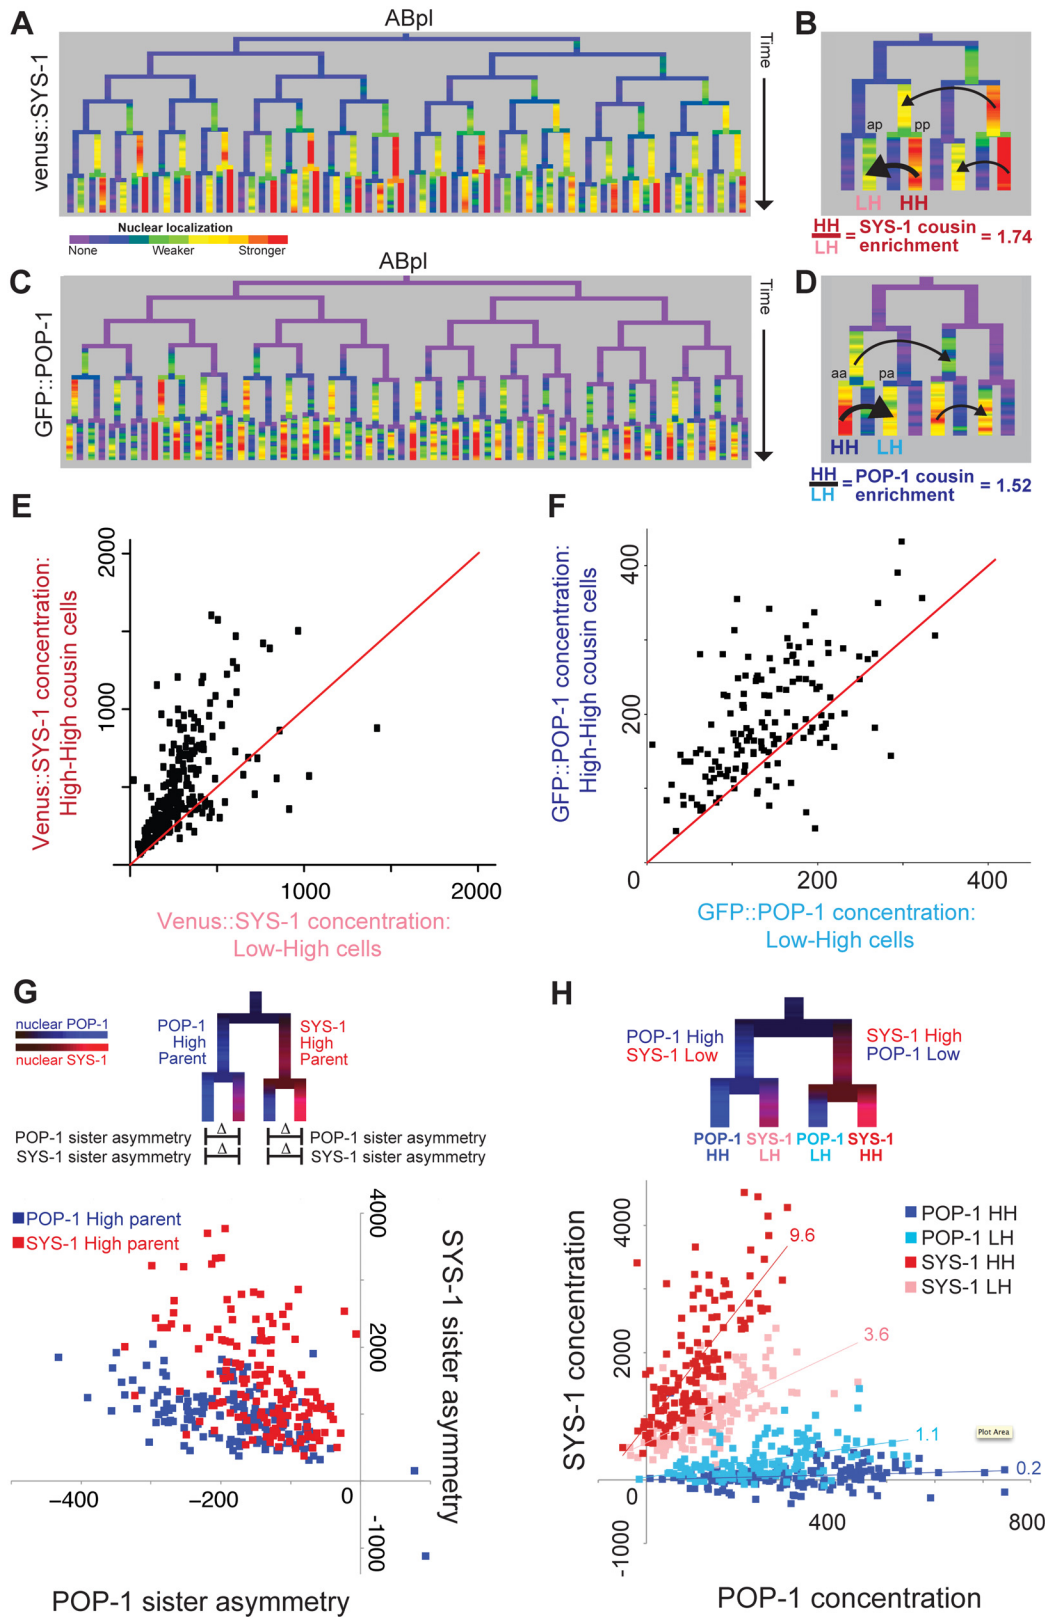 A
ABpl
venus::SYS-1
Time
Nuclear localization
None Weaker Stronger
B
ap pp
LH HH
HH
LH
= SYS-1 cousin
enrichment
= 1.74
C
ABpl
GFP::POP-1
Time
D
aa pa
HH LH
HH
LH
= POP-1 cousin
enrichment
= 1.52
E
Venus::SYS-1 concentration:
High-High cousin cells
2000
1000
1000 2000
Venus::SYS-1 concentration:
Low-High cells
F
GFP::POP-1 concentration:
High-High cousin cells
400
200
0 200 400
GFP::POP-1 concentration:
Low-High cells
G
nuclear POP-1
nuclear SYS-1
POP-1
High
Parent
SYS-1
High
Parent
POP-1 sister asymmetry Δ Δ POP-1 sister asymmetry
SYS-1 sister asymmetry Δ Δ SYS-1 sister asymmetry
POP-1 High parent
SYS-1 High parent
4000
2000
−400 −200 0
-1000
SYS-1 sister asymmetry
POP-1 sister asymmetry
H
POP-1 High
SYS-1 Low
SYS-1 High
POP-1 Low
POP-1 SYS-1 POP-1 SYS-1
HH LH LH HH
POP-1 HH
POP-1 LH
SYS-1 HH
SYS-1 LH
9.6
3.6
1.1
0.2
Plot Area
SYS-1 concentration
4000
2000
0 400 800
-1000
POP-1 concentration